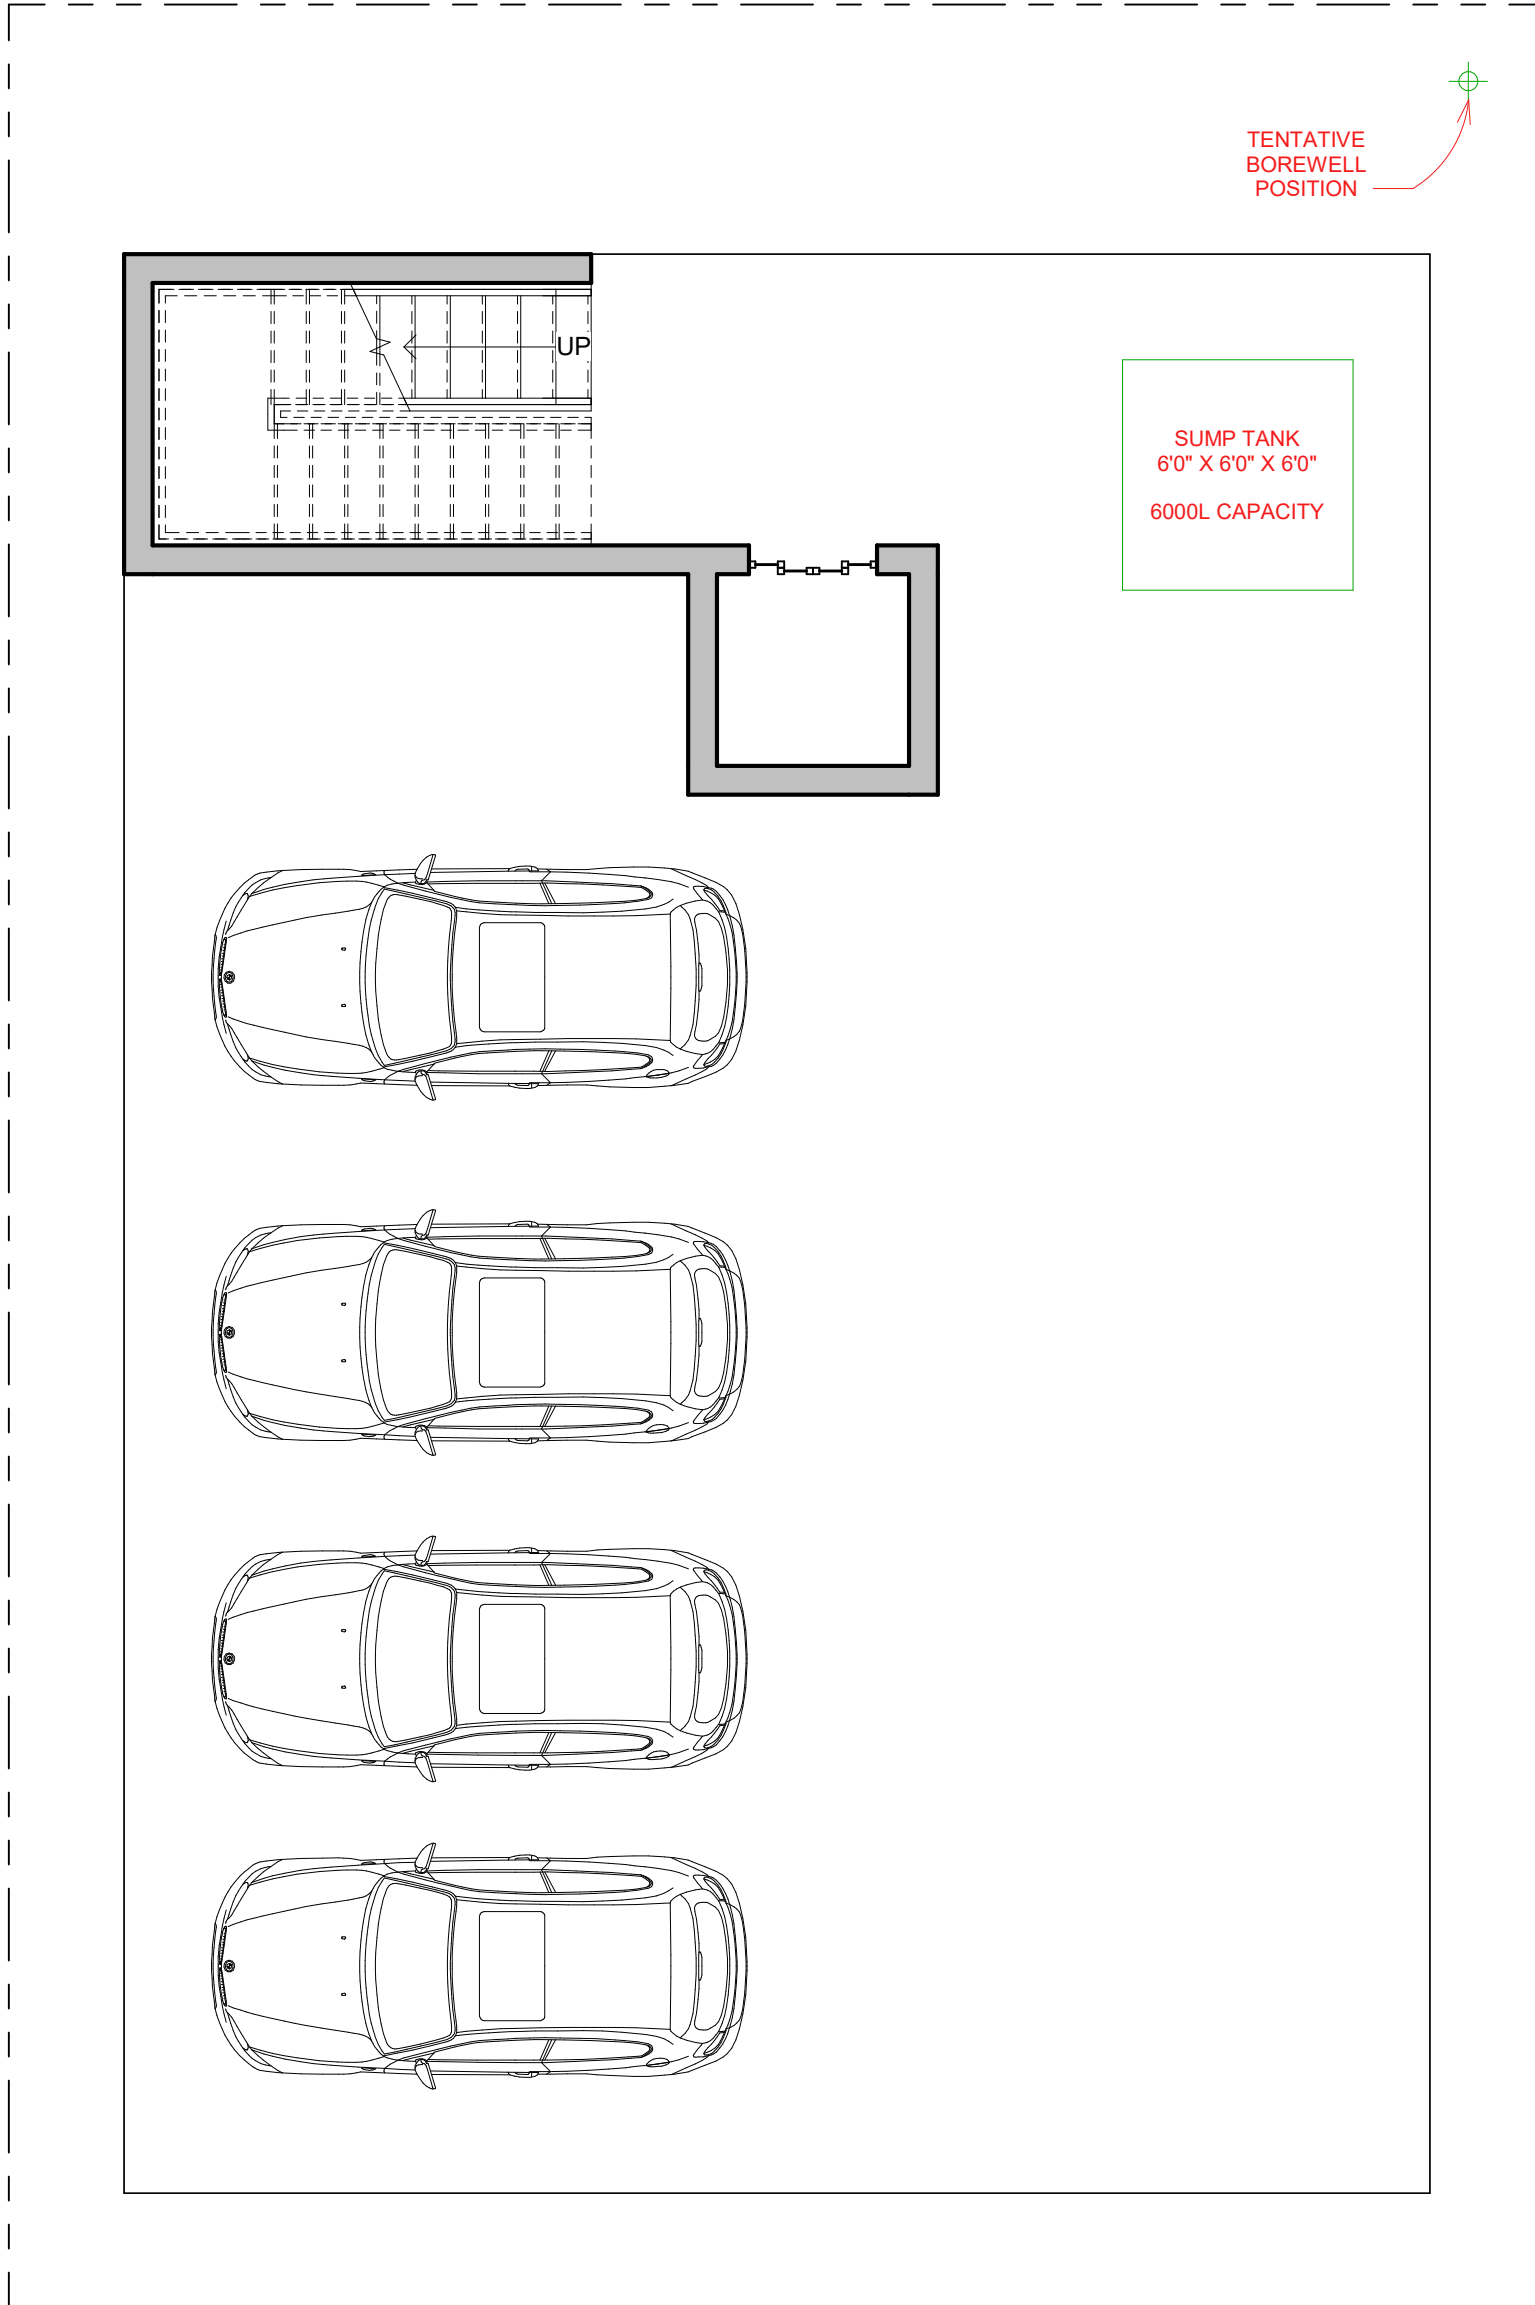 TENTATIVE
BOREWELL
POSITION
UP
SUMP TANK
6'0" X 6'0" X 6'0"
6000L CAPACITY